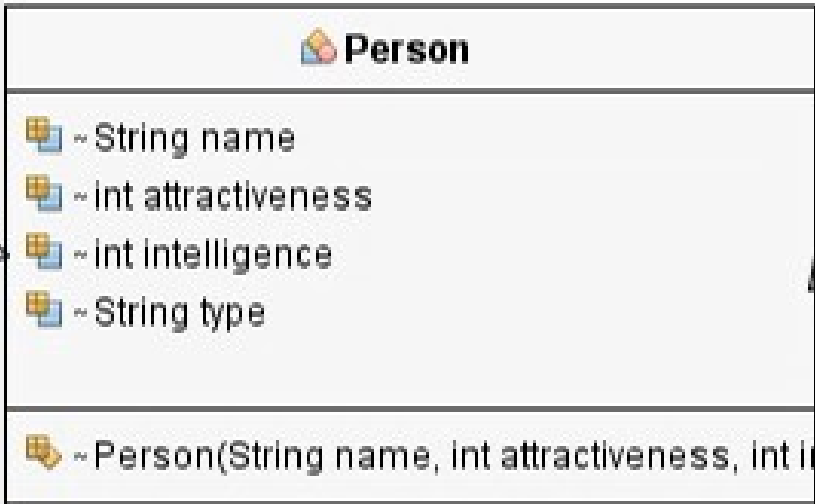 Person
~ String name
~ int attractiveness
~ int intelligence
~ String type
~ Person(String name, int attractiveness, int